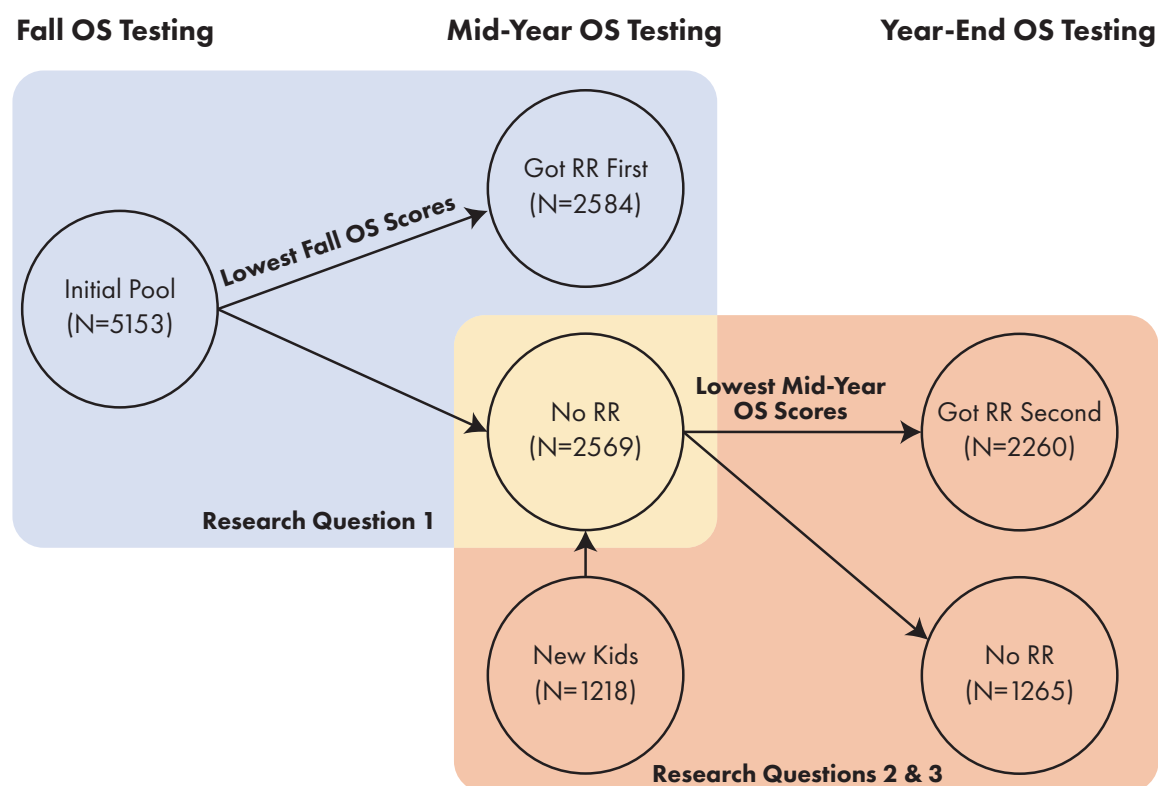 Fall OS Testing
Mid-Year OS Testing
Year-End OS Testing
Got RR First
(N=2584)
Lowest Fall OS Scores
Initial Pool
(N=5153)
No RR
(N=2569)
Lowest Mid-Year
OS Scores
Got RR Second
(N=2260)
Research Question 1
New Kids
(N=1218)
No RR
(N=1265)
Research Questions 2 & 3